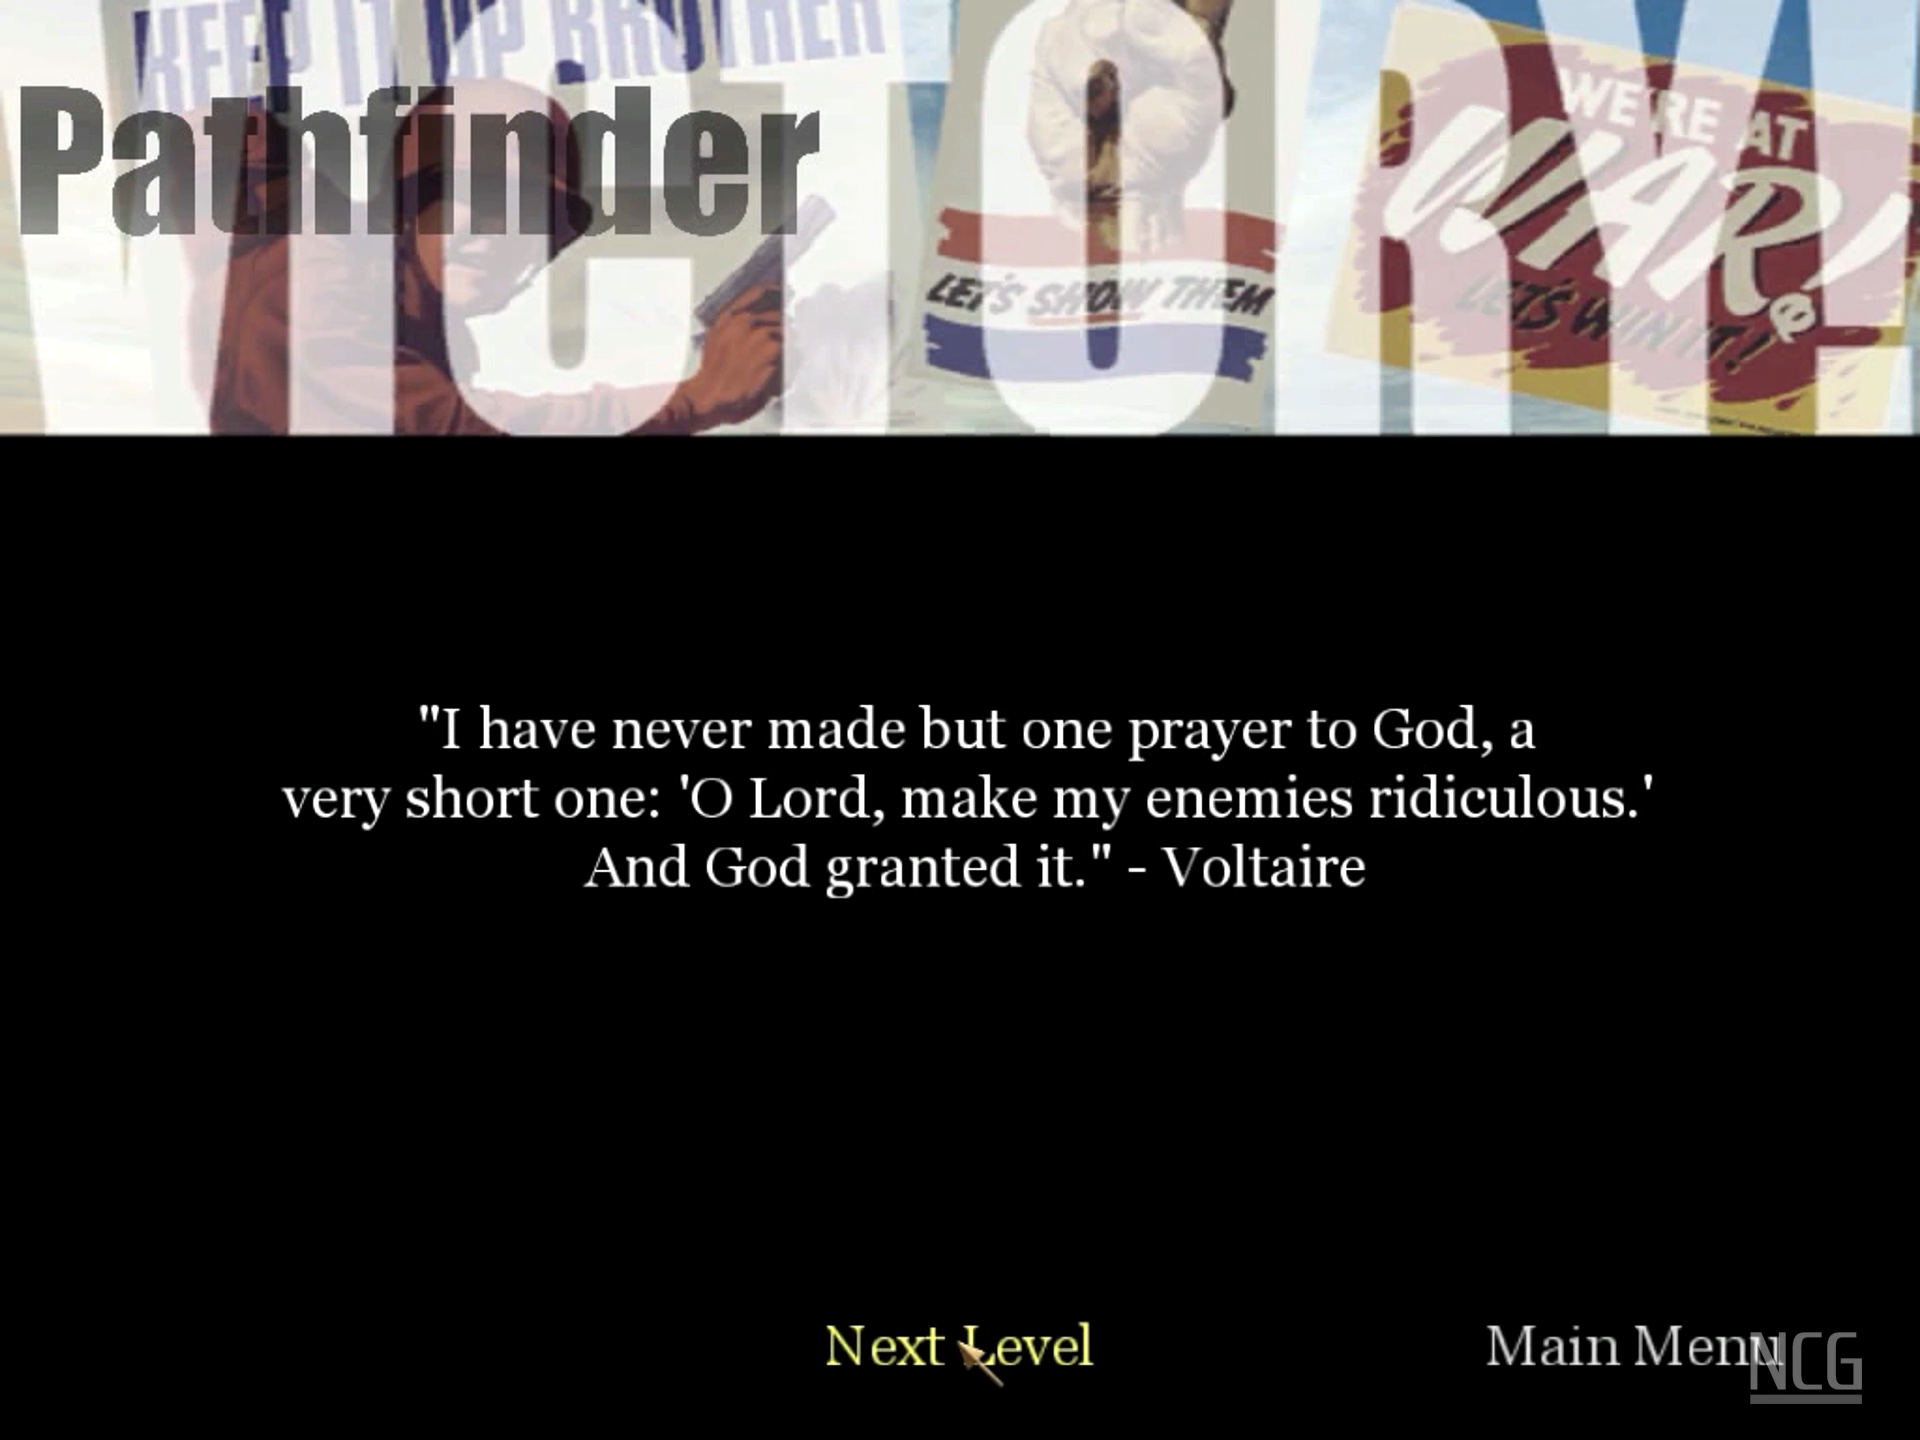 KEEP IT UP BROTHER
VICTORY
Pathfinder
WE'RE AT
WAR
LET'S SHOW THEM
LET'S WIN IT!
"I have never made but one prayer to God, a
very short one: 'O Lord, make my enemies ridiculous.'
And God granted it." - Voltaire
Next Level
Main Menu
NCG